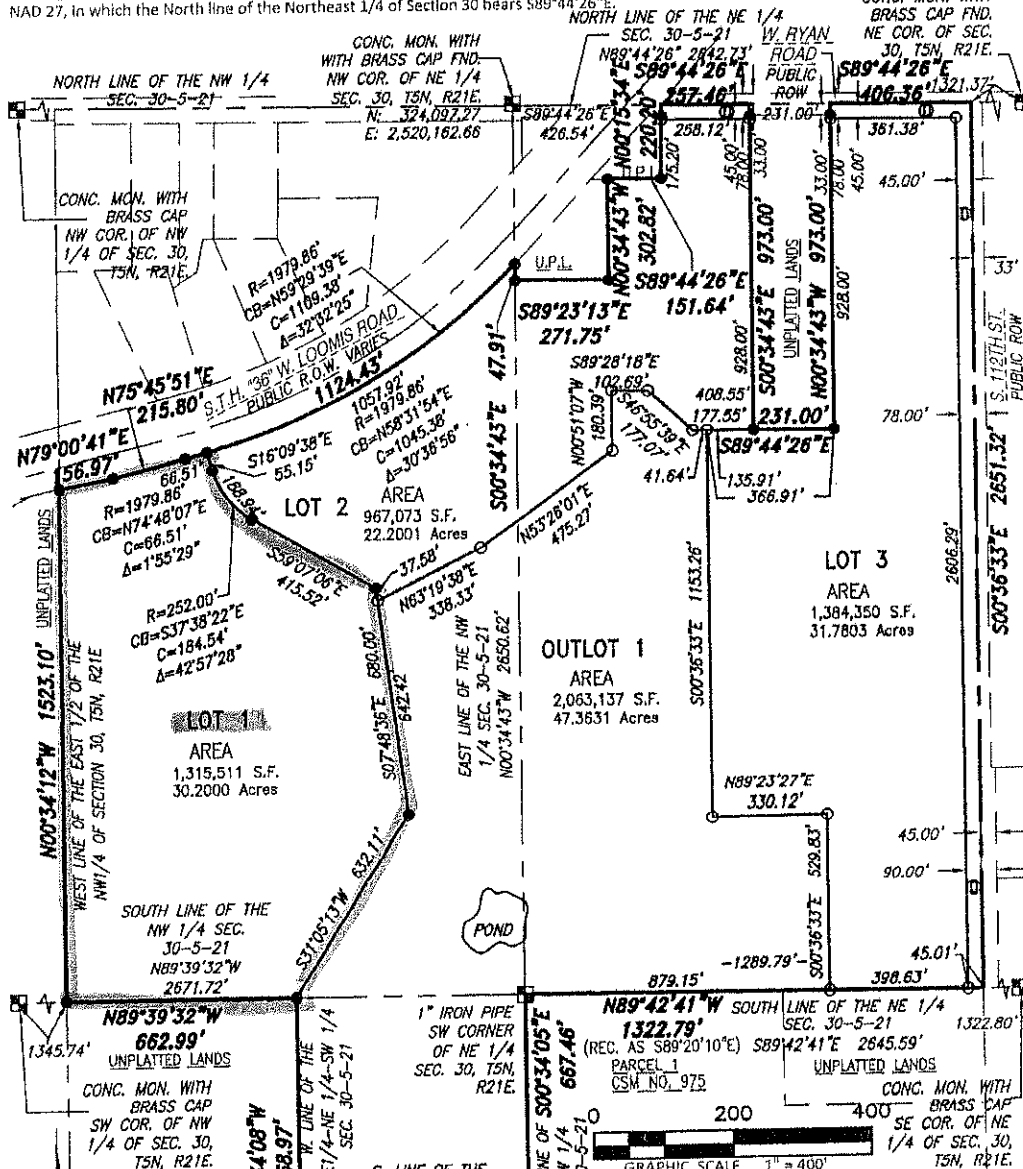 NAD 27, in which the North line of the Northeast 1/4 of Section 30 bears S89°44'26"E.
NORTH LINE OF THE NE 1/4
SEC. 30-5-21
N89°44'26" 2642.73'
CONC. MON. WITH
WITH BRASS CAP FND.
NW COR. OF NE 1/4
SEC. 30, T5N, R21E.
N: 324,097.27
E: 2,520,162.66
NORTH LINE OF THE NW 1/4
SEC. 30-5-21
W. RYAN
ROAD
PUBLIC
ROW
CONC. MON. WITH
BRASS CAP FND.
NE COR. OF SEC.
30, T5N, R21E.
S89°44'26"E
257.46'
S89°44'26"E
406.36'
1321.37'
S89°44'26"E
426.54'
N00°15'34"E
220.20'
258.12'
231.00'
361.38'
175.20'
45.00'
78.00'
33.00'
33.00'
78.00'
45.00'
45.00'
CONC. MON. WITH
BRASS CAP
NW COR. OF NW
1/4 OF SEC. 30,
T5N, R21E.
R=1979.86'
CB=N59°29'39"E
C=1109.38'
Δ=32°32'25"
S.T.H. "36" W. LOOMIS ROAD
PUBLIC R.O.W. VARIES
1124.43'
1057.92'
R=1979.86'
CB=N58°31'54"E
C=1045.38'
Δ=30°36'56"
U.P.L.
N00°34'43"W
302.82'
S89°44'26"E
151.64'
S89°23'13"E
271.75'
S00°34'43"E 47.91'
928.00'
S00°34'43"E 973.00'
UNPLATTED LANDS
N00°34'43"W 973.00'
928.00'
33'
S. 112TH ST.
PUBLIC ROW
N75°45'51"E
215.80'
N79°00'41"E
56.97'
66.51'
R=1979.86'
CB=N74°48'07"E
C=66.51'
Δ=1°55'29"
S16°09'38"E
55.15'
188.94'
LOT 2
AREA
967,073 S.F.
22.2001 Acres
S89°28'18"E
102.69'
N00°51'07"W
180.39'
S46°55'39"E
177.07'
408.55'
177.55'
231.00'
S89°44'26"E
41.64'
135.91'
366.91'
78.00'
S59°07'06"E
415.52'
R=252.00'
CB=S37°38'22"E
C=184.54'
Δ=42°57'28"
N53°26'01"E
475.27'
37.58'
N63°19'38"E
338.33'
UNPLATTED LANDS
N00°34'12"W 1523.10'
WEST LINE OF THE EAST 1/2 OF THE
NW1/4 OF SECTION 30, T5N, R21E
LOT 1
AREA
1,315,511 S.F.
30.2000 Acres
680.00'
S07°48'36"E 642.42'
EAST LINE OF THE NW
1/4 SEC. 30-5-21
N00°34'43"W 2650.62'
OUTLOT 1
AREA
2,063,137 S.F.
47.3631 Acres
S00°36'33"E 1153.26'
LOT 3
AREA
1,384,350 S.F.
31.7803 Acres
2606.29'
S00°36'33"E 2651.32'
N89°23'27"E
330.12'
S00°36'33"E 529.83'
45.00'
90.00'
45.01'
S31°05'13"W 632.11'
POND
SOUTH LINE OF THE
NW 1/4 SEC.
30-5-21
N89°39'32"W
2671.72'
879.15'
1289.79'
398.63'
N89°39'32"W
662.99'
UNPLATTED LANDS
1345.74'
CONC. MON. WITH
BRASS CAP
SW COR. OF NW
1/4 OF SEC. 30,
T5N, R21E.
1" IRON PIPE
SW CORNER
OF NE 1/4
SEC. 30, T5N,
R21E.
N89°42'41"W
1322.79'
(REC. AS S89°20'10"E)
PARCEL 1
CSM NO. 975
SOUTH LINE OF THE NE 1/4
SEC. 30-5-21
S89°42'41"E 2645.59'
1322.80'
UNPLATTED LANDS
CONC. MON. WITH
BRASS CAP
SE COR. OF NE
1/4 OF SEC. 30,
T5N, R21E.
W. LINE OF THE
SEC. 30-5-21
S00°34'05"E
667.46'
0 200 400
GRAPHIC SCALE 1" = 400'